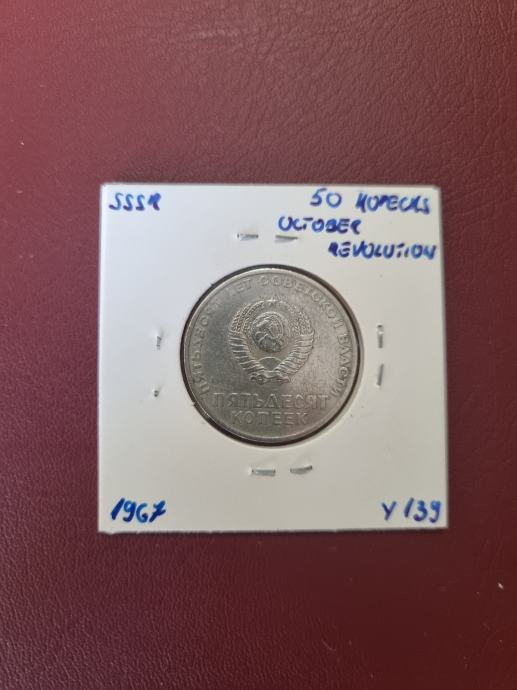 SSSR
50 KOPECKS
OCTOBER
REVOLUTION
ПЯТЬДЕСЯТ ЛЕТ СОВЕТСКОЙ ВЛАСТИ
ПЯТЬДЕСЯТ
КОПЕЕК
1967
Y 139